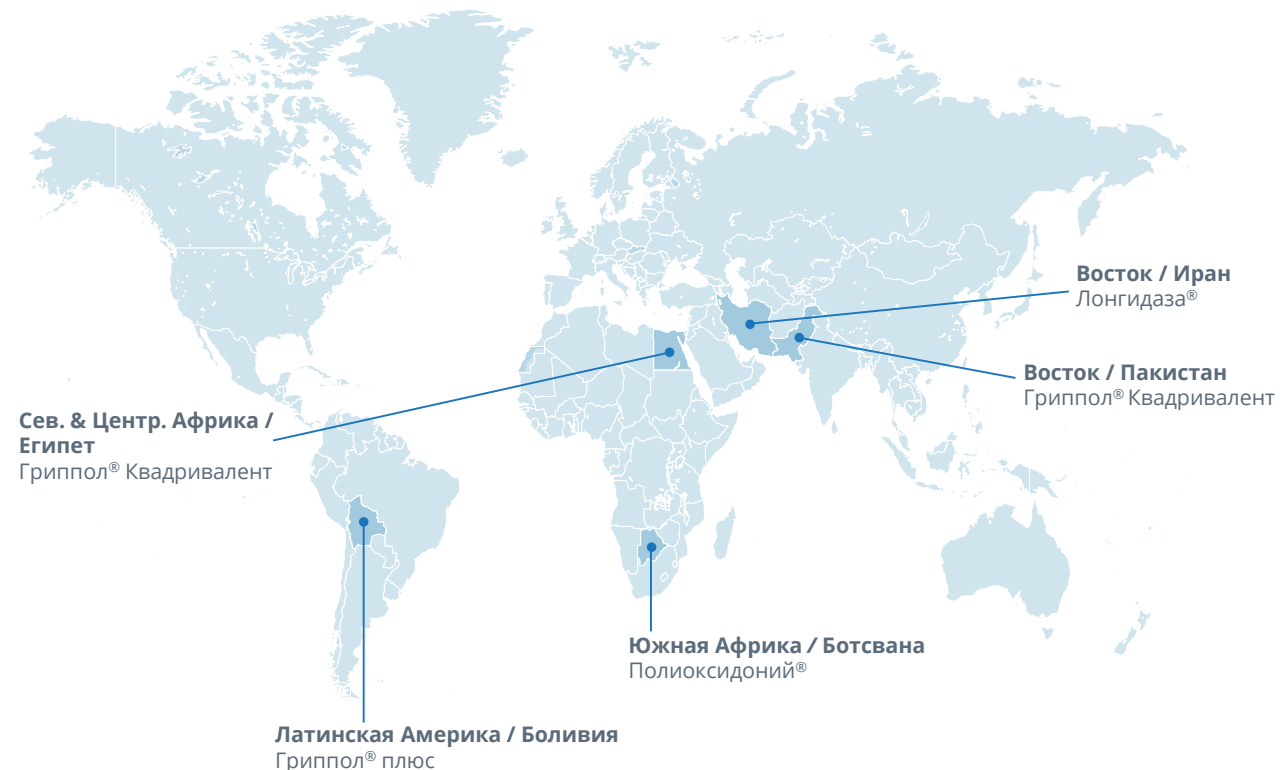 Восток / Иран
Лонгидаза®
Восток / Пакистан
Гриппол® Квадривалент
Сев. & Центр. Африка /
Египет
Гриппол® Квадривалент
Южная Африка / Ботсвана
Полиоксидоний®
Латинская Америка / Боливия
Гриппол® плюс